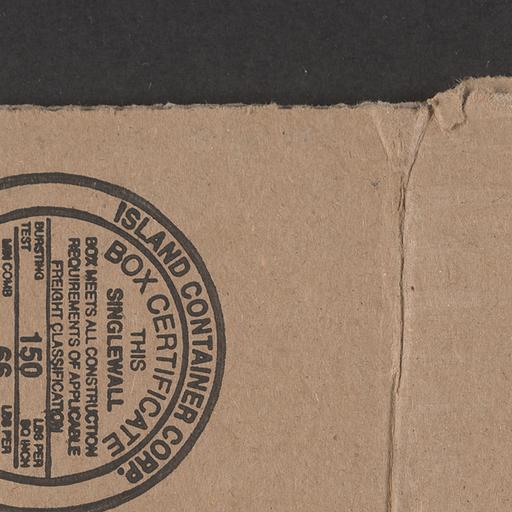 ISLAND CONTAINER CORP.
BOX CERTIFICATE
THIS
SINGLEWALL
BOX MEETS ALL CONSTRUCTION
REQUIREMENTS OF APPLICABLE
FREIGHT CLASSIFICATION
BURSTING TEST 150 LBS PER SQ INCH
MIN COMB 66 LBS PER